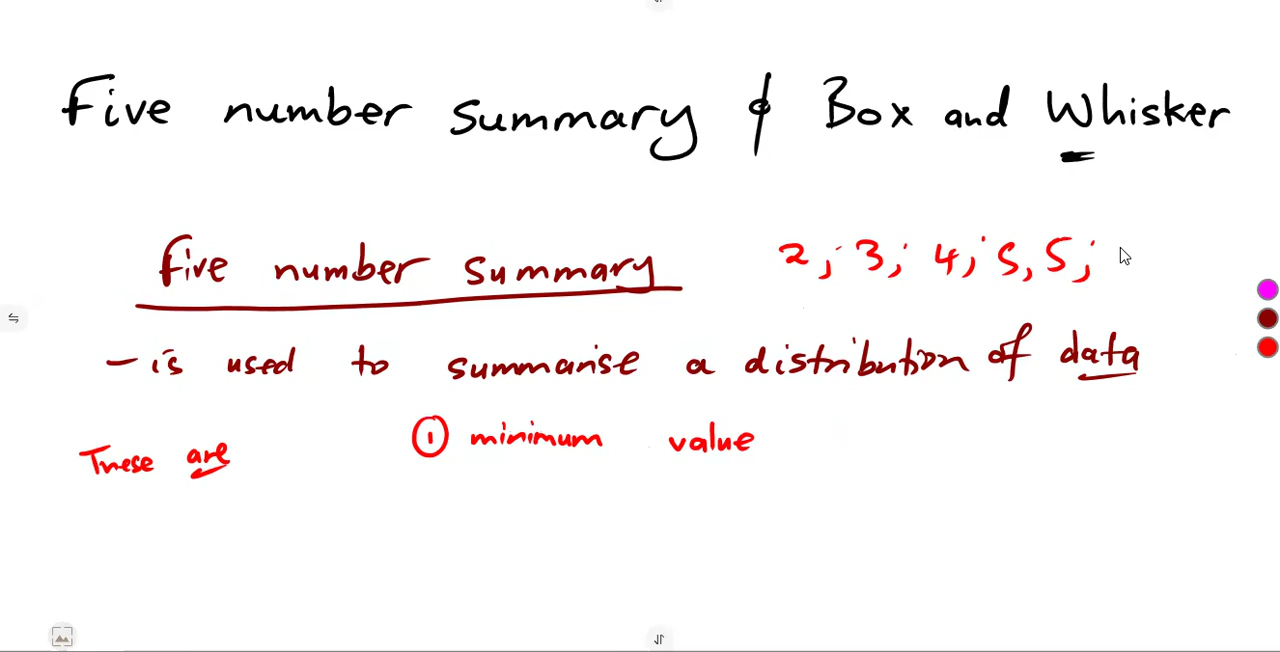 Five number summary & Box and Whisker
five number summary
2; 3; 4; 5, 5;
- is used to summarise a distribution of data
① minimum value
These are